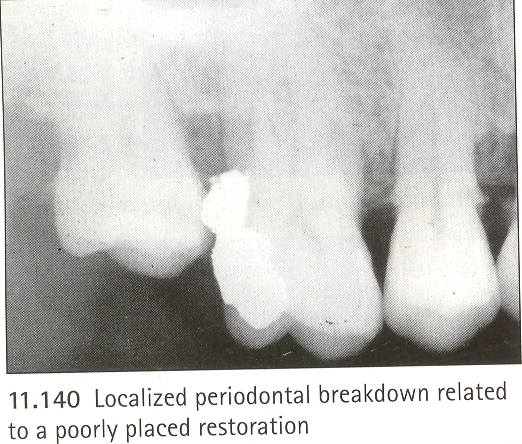 11.140 Localized periodontal breakdown related
to a poorly placed restoration